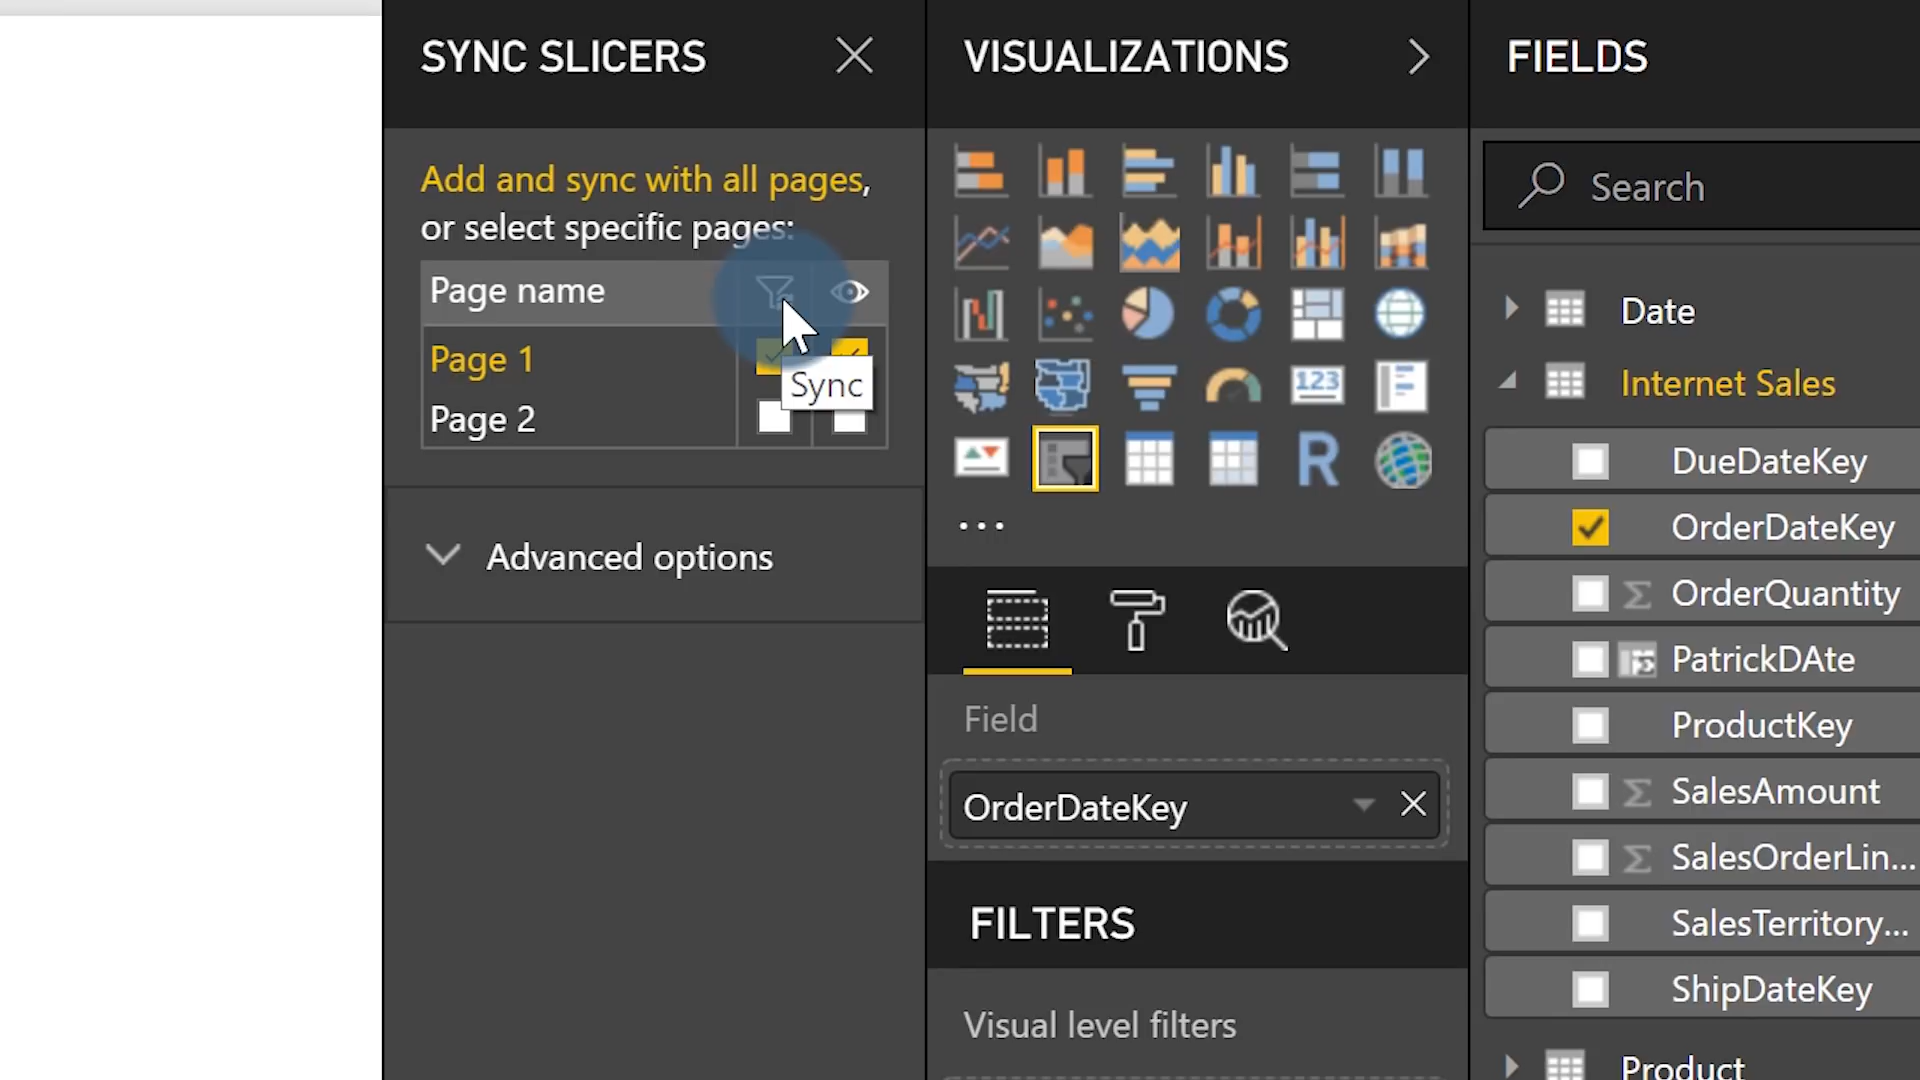 SYNC SLICERS
Add and sync with all pages,
or select specific pages:
Page name
Page 1
Sync
Page 2
Advanced options
VISUALIZATIONS
123
R
...
Field
OrderDateKey
FILTERS
Visual level filters
FIELDS
Search
Date
Internet Sales
DueDateKey
OrderDateKey
Σ OrderQuantity
PatrickDAte
ProductKey
Σ SalesAmount
Σ SalesOrderLin...
SalesTerritory...
ShipDateKey
Product